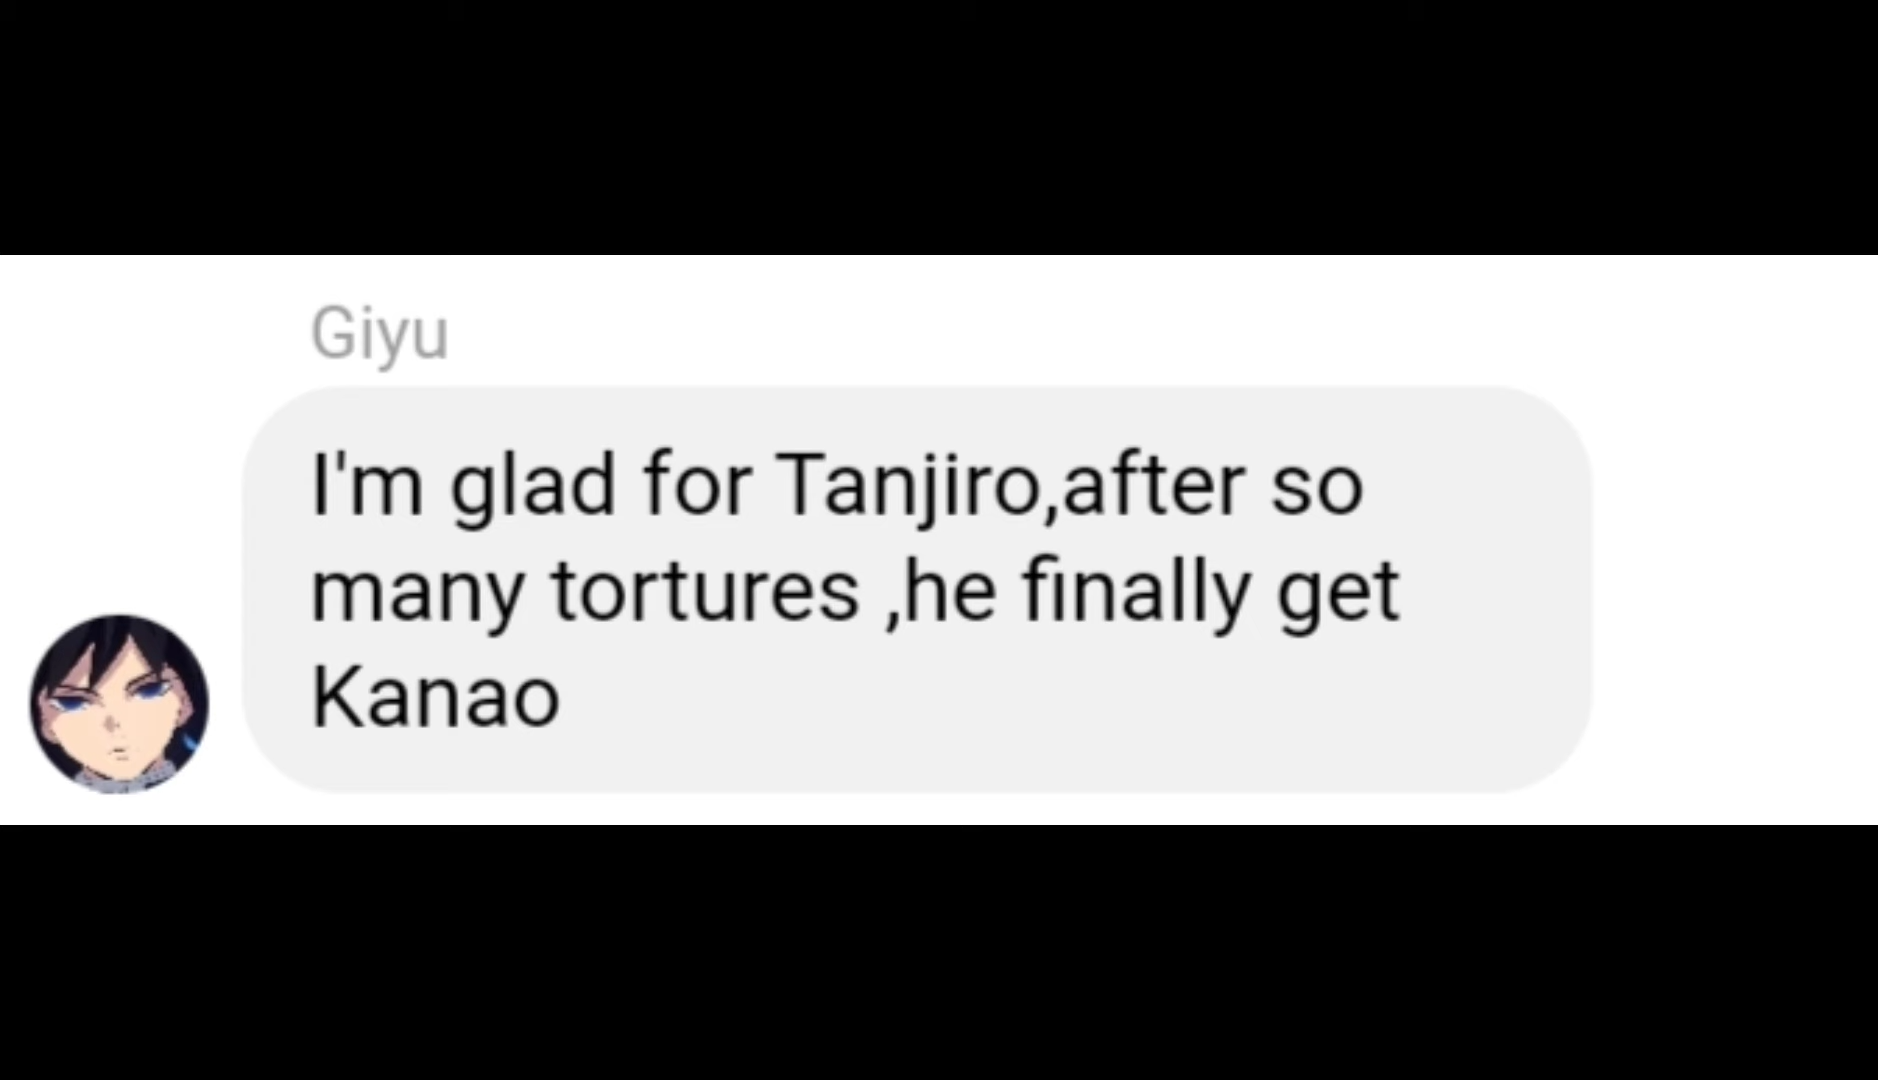 Giyu
I'm glad for Tanjiro,after so
many tortures ,he finally get
Kanao